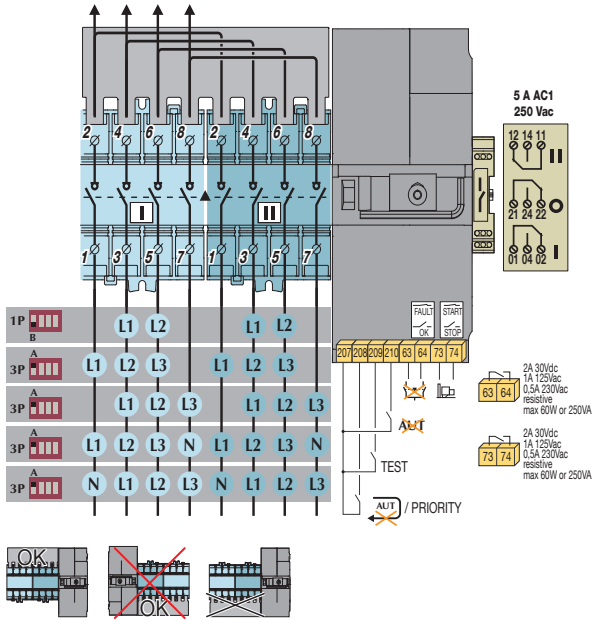 5 A AC1
250 Vac
2 4 6 8 2 4 6 8
12 14 11
II
I II
21 24 22
O
1 3 5 7 1 3 5 7
01 04 02
I
1P B L1 L2 L1 L2
FAULT START
OK STOP
207 208 209 210 63 64 73 74
3P A L1 L2 L3 L1 L2 L3
63 64
2A 30Vdc
1A 125Vac
0,5A 230Vac
resistive
max 60W or 250VA
3P A L1 L2 L3 L1 L2 L3
AUT
73 74
2A 30Vdc
1A 125Vac
0,5A 230Vac
resistive
max 60W or 250VA
3P A L1 L2 L3 N L1 L2 L3 N
TEST
3P A N L1 L2 L3 N L1 L2 L3
AUT / PRIORITY
OK
OK